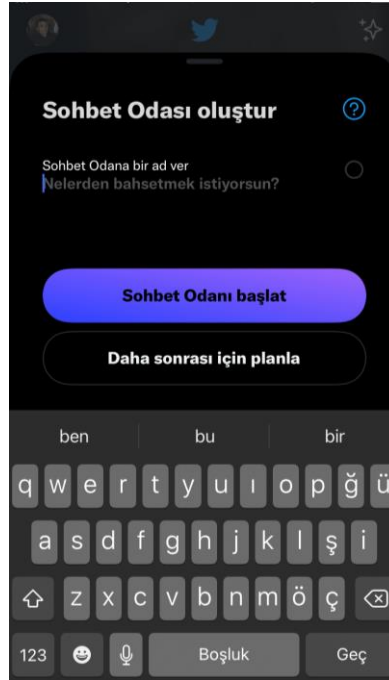 Sohbet Odası oluştur
?
Sohbet Odana bir ad ver
Nelerden bahsetmek istiyorsun?
Sohbet Odanı başlat
Daha sonrası için planla
ben bu bir
q w e r t y u ı o p ğ ü
a s d f g h j k l ş i
z x c v b n m ö ç
123 Boşluk Geç